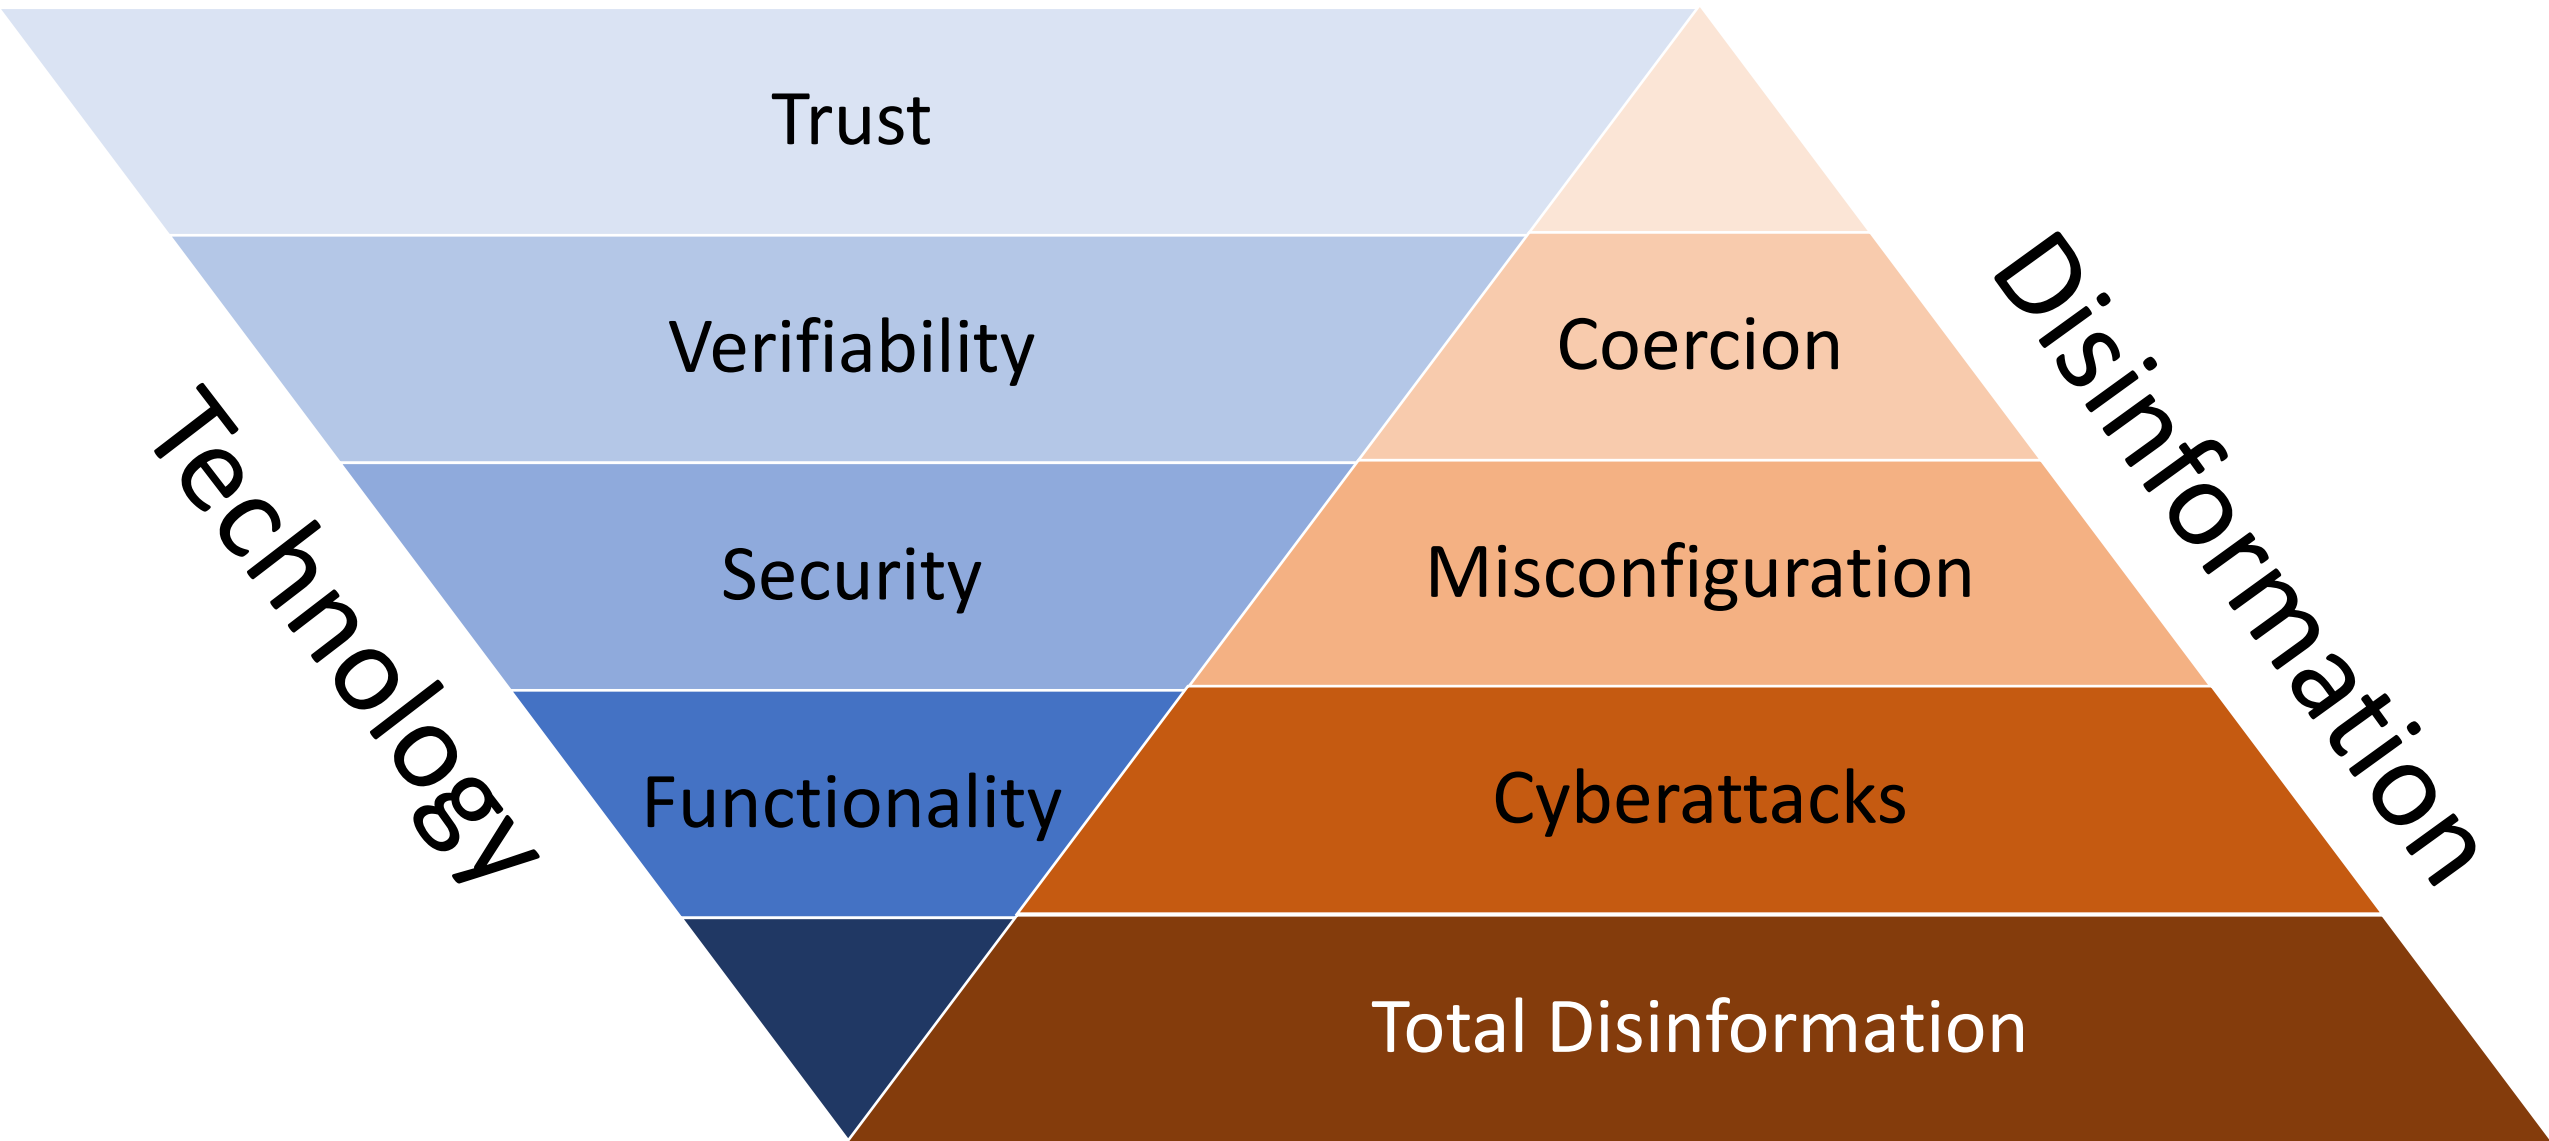 Trust
Verifiability
Coercion
Security
Misconfiguration
Functionality
Cyberattacks
Total Disinformation
Technology
Disinformation